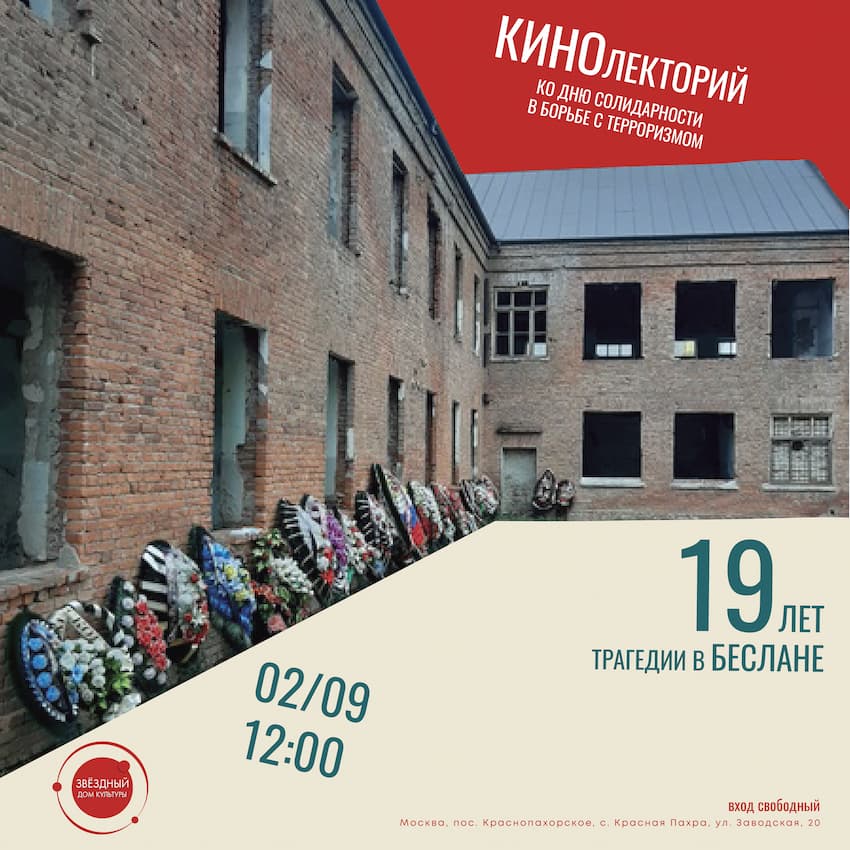 КИНОЛЕКТОРИЙ
КО ДНЮ СОЛИДАРНОСТИ
В БОРЬБЕ С ТЕРРОРИЗМОМ
19 ЛЕТ
ТРАГЕДИИ В БЕСЛАНЕ
02/09
12:00
ЗВЁЗДНЫЙ
ДОМ КУЛЬТУРЫ
ВХОД СВОБОДНЫЙ
Москва, пос. Краснопахорское, с. Красная Пахра, ул. Заводская, 20